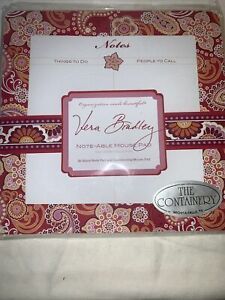 Notes
Things to Do
People to Call
Organization made beautiful
Vera Bradley
Note-Able Mouse Pad
THE
CONTAINERY